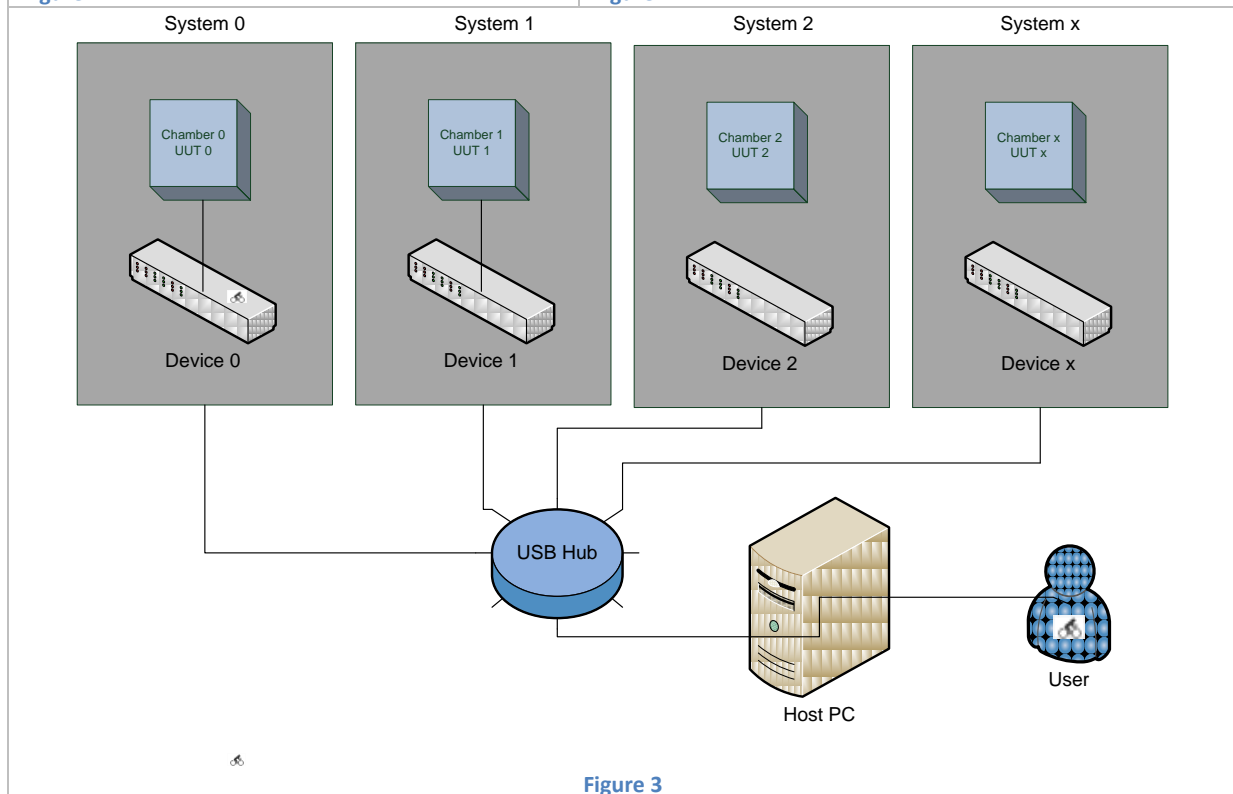 System 0
System 1
System 2
System x
Chamber 0
UUT 0
Chamber 1
UUT 1
Chamber 2
UUT 2
Chamber x
UUT x
Device 0
Device 1
Device 2
Device x
USB Hub
User
Host PC
Figure 3